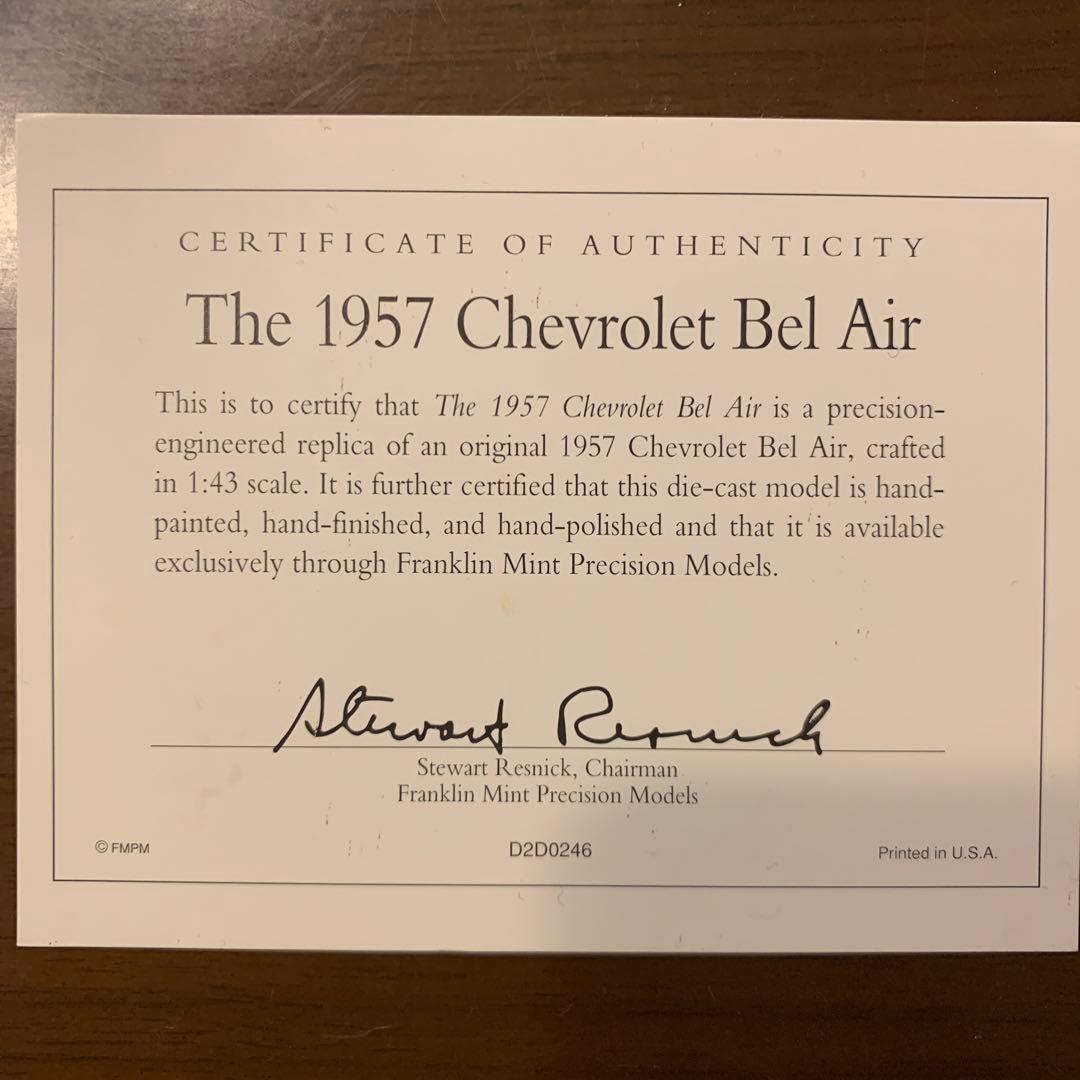 CERTIFICATE OF AUTHENTICITY
The 1957 Chevrolet Bel Air
This is to certify that The 1957 Chevrolet Bel Air is a precision-
engineered replica of an original 1957 Chevrolet Bel Air, crafted
in 1:43 scale. It is further certified that this die-cast model is hand-
painted, hand-finished, and hand-polished and that it is available
exclusively through Franklin Mint Precision Models.
Stewart Resnick
Stewart Resnick, Chairman
Franklin Mint Precision Models
© FMPM D2D0246 Printed in U.S.A.